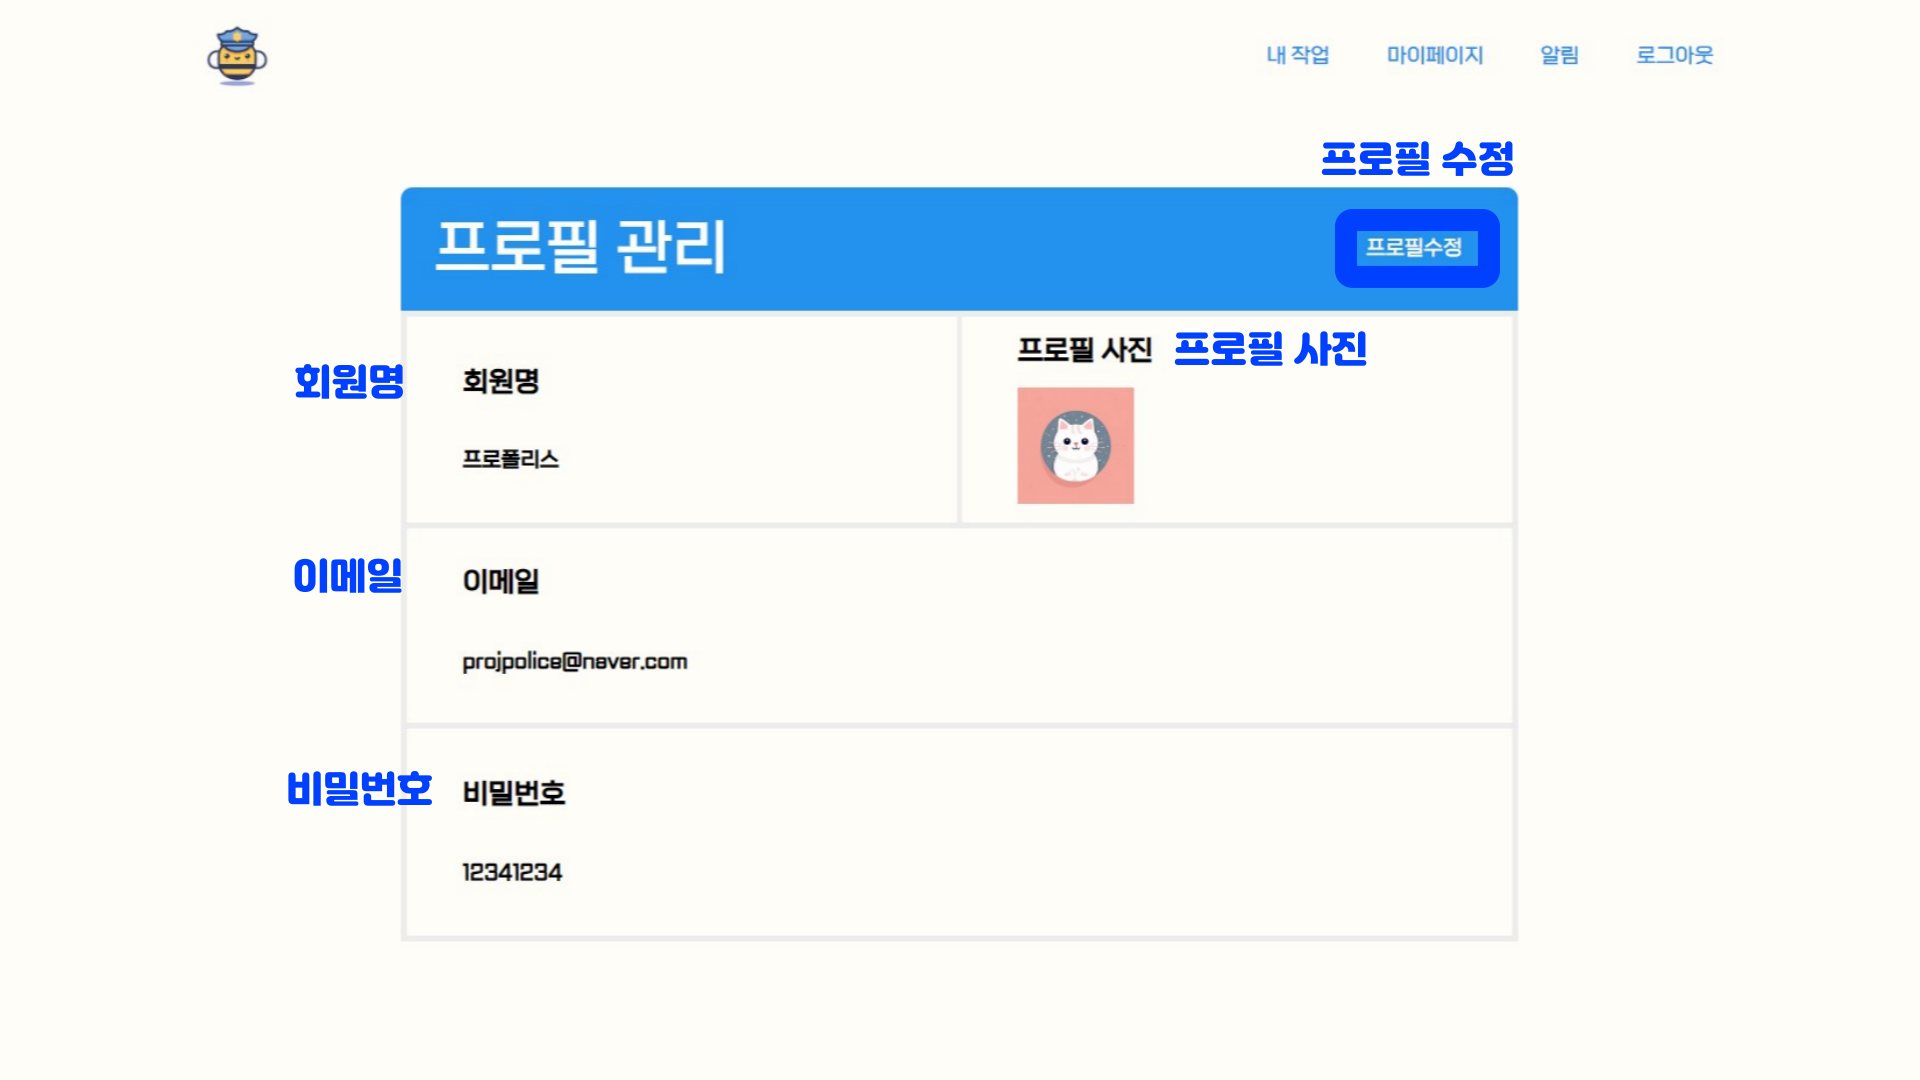 내 작업 마이페이지 알림 로그아웃
프로필 수정
프로필 관리 프로필수정
회원명 회원명
프로폴리스
프로필 사진 프로필 사진
이메일 이메일
projpolice@naver.com
비밀번호 비밀번호
12341234